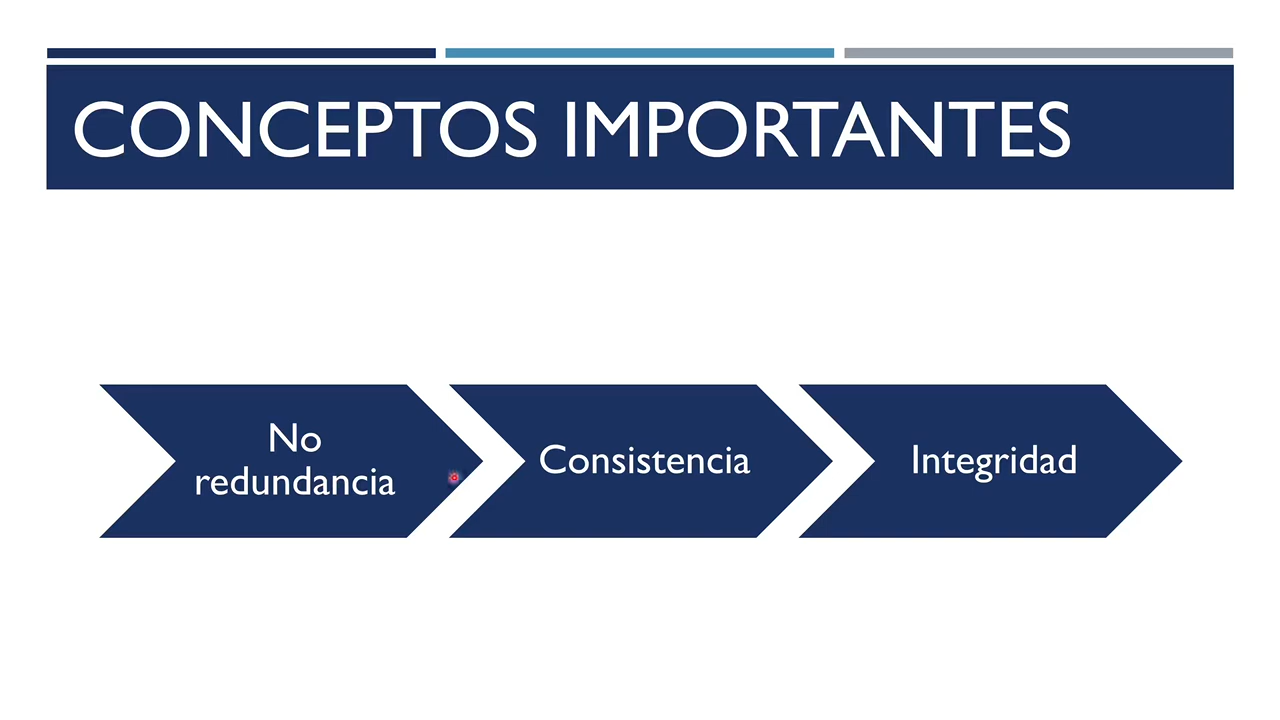 CONCEPTOS IMPORTANTES
No
redundancia
Consistencia
Integridad